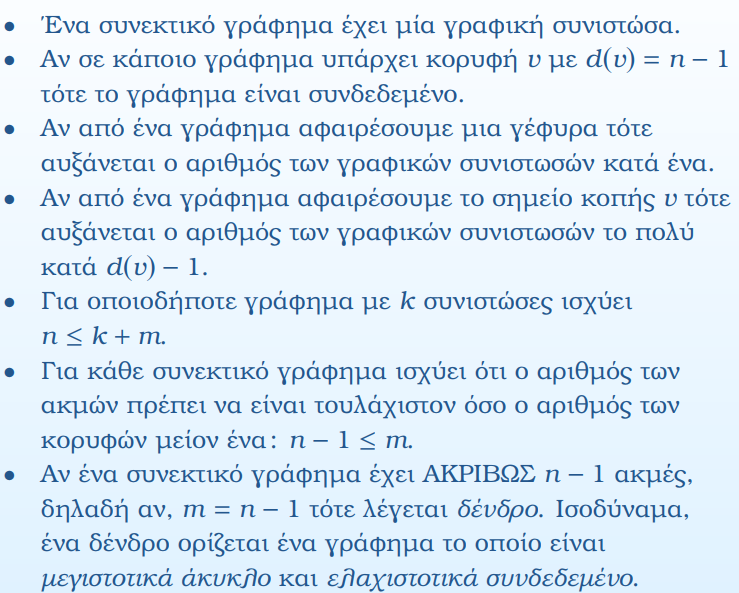 • Ένα συνεκτικό γράφημα έχει μία γραφική συνιστώσα.
• Αν σε κάποιο γράφημα υπάρχει κορυφή υ με d(υ) = n − 1
τότε το γράφημα είναι συνδεδεμένο.
• Αν από ένα γράφημα αφαιρέσουμε μια γέφυρα τότε
αυξάνεται ο αριθμός των γραφικών συνιστωσών κατά ένα.
• Αν από ένα γράφημα αφαιρέσουμε το σημείο κοπής υ τότε
αυξάνεται ο αριθμός των γραφικών συνιστωσών το πολύ
κατά d(υ) − 1.
• Για οποιοδήποτε γράφημα με k συνιστώσες ισχύει
n ≤ k + m.
• Για κάθε συνεκτικό γράφημα ισχύει ότι ο αριθμός των
ακμών πρέπει να είναι τουλάχιστον όσο ο αριθμός των
κορυφών μείον ένα: n − 1 ≤ m.
• Αν ένα συνεκτικό γράφημα έχει ΑΚΡΙΒΩΣ n − 1 ακμές,
δηλαδή αν, m = n − 1 τότε λέγεται δένδρο. Ισοδύναμα,
ένα δένδρο ορίζεται ένα γράφημα το οποίο είναι
μεγιστοτικά άκυκλο και ελαχιστοτικά συνδεδεμένο.